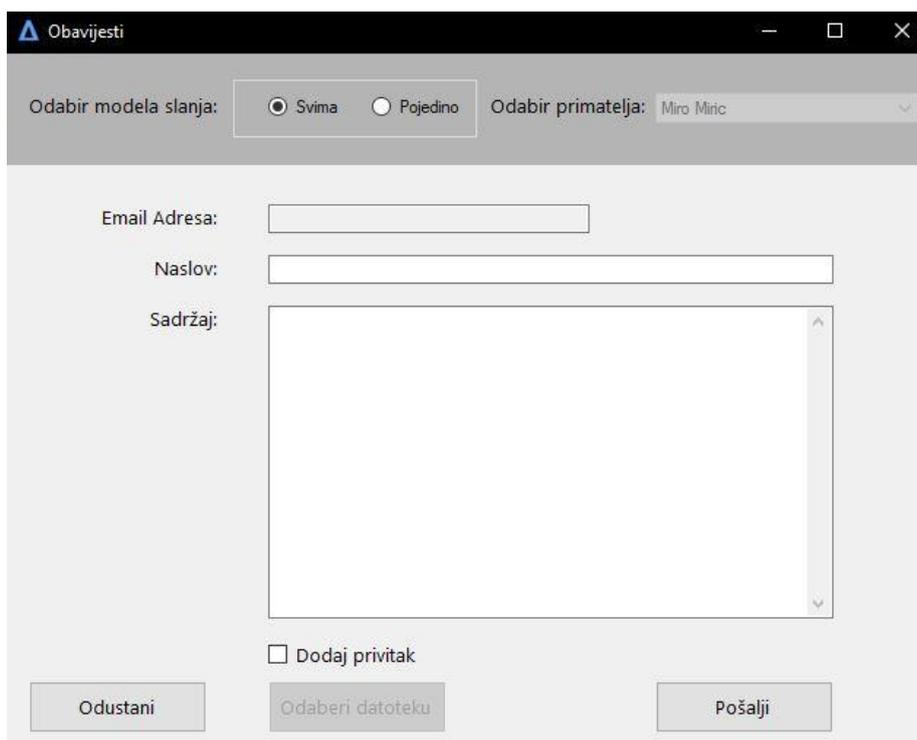 Obavijesti
Odabir modela slanja: Svima Pojedino Odabir primatelja: Miro Miric
Email Adresa:
Naslov:
Sadržaj:
Dodaj privitak
Odustani Odaberi datoteku Pošalji